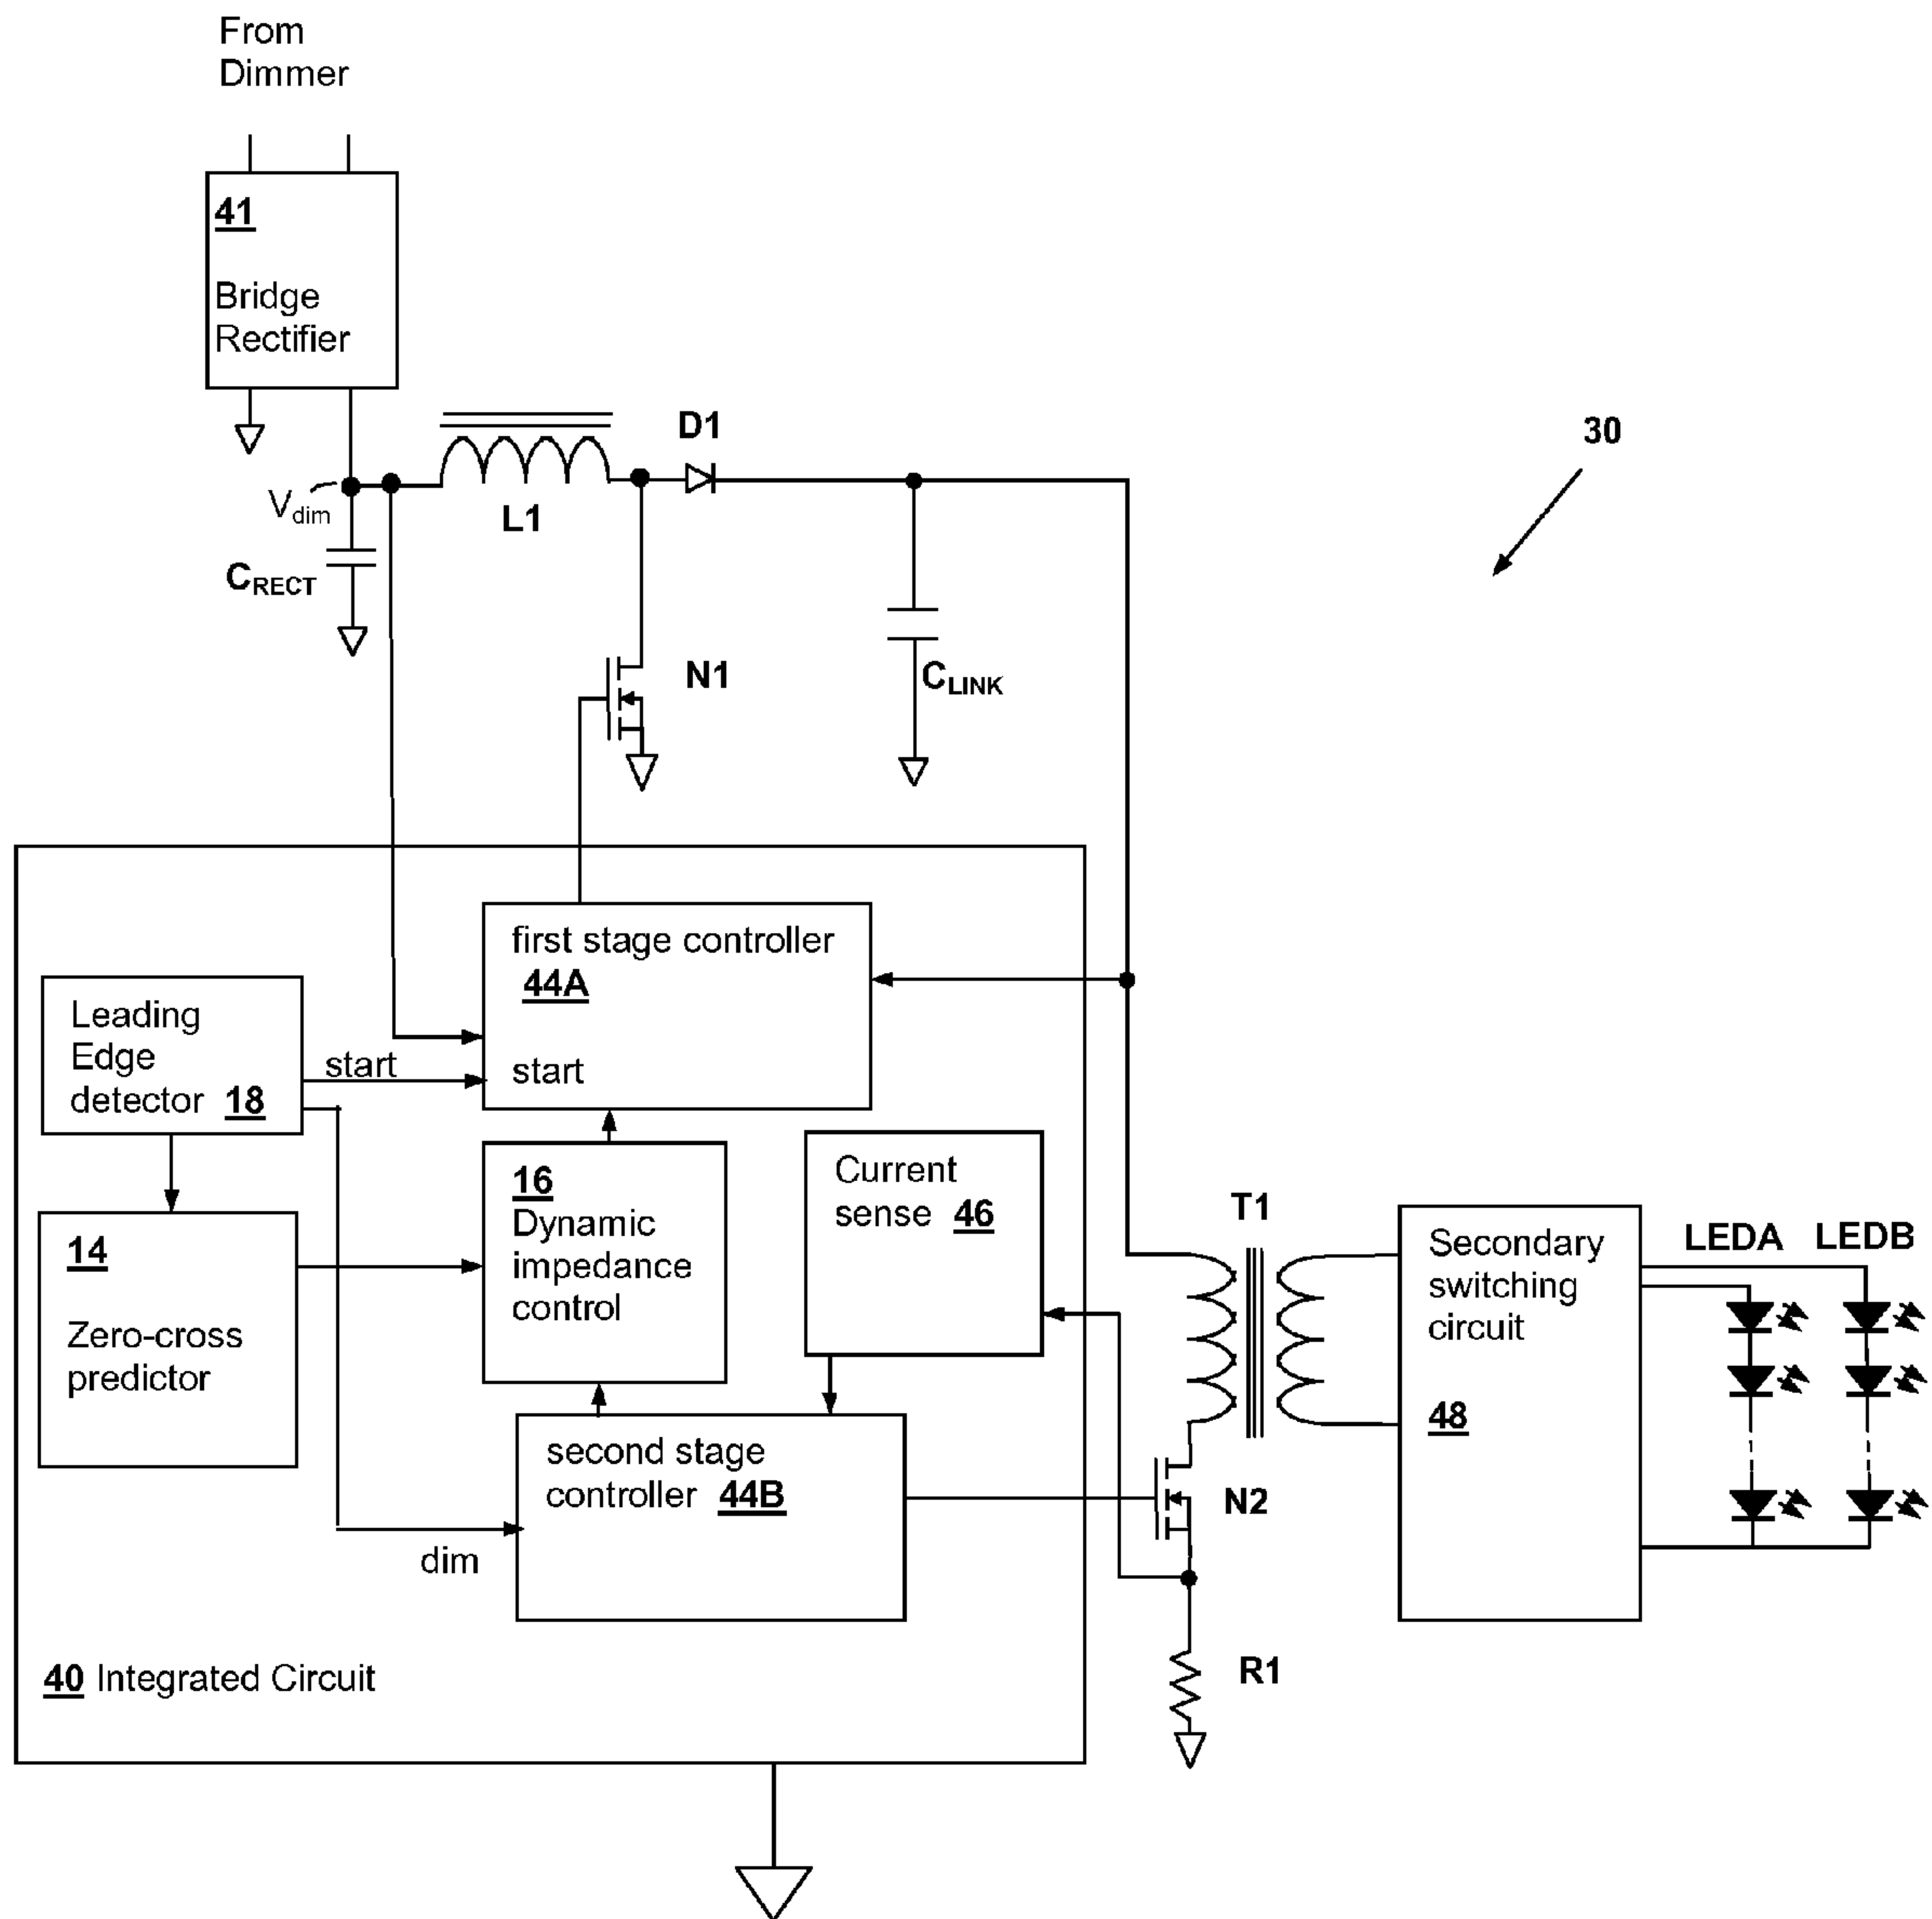 From
Dimmer
41
Bridge
Rectifier
D1
30
Vdim
L1
CRECT
N1
CLINK
first stage controller
44A
Leading
Edge
detector 18
start
start
16
Dynamic
impedance
control
Current
sense 46
14
Zero-cross
predictor
T1
Secondary
switching
circuit
48
LEDA
LEDB
second stage
controller 44B
N2
dim
40 Integrated Circuit
R1